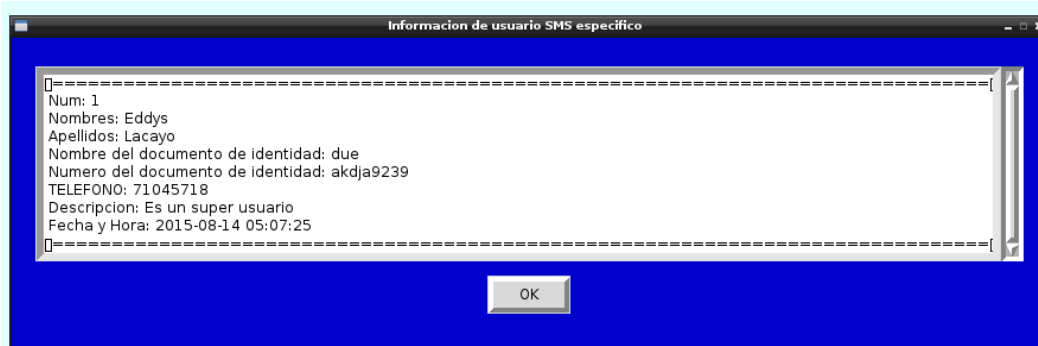 Informacion de usuario SMS especifico
[]==============================================================================[
Num: 1
Nombres: Eddys
Apellidos: Lacayo
Nombre del documento de identidad: due
Numero del documento de identidad: akdja9239
TELEFONO: 71045718
Descripcion: Es un super usuario
Fecha y Hora: 2015-08-14 05:07:25
[]==============================================================================[
OK